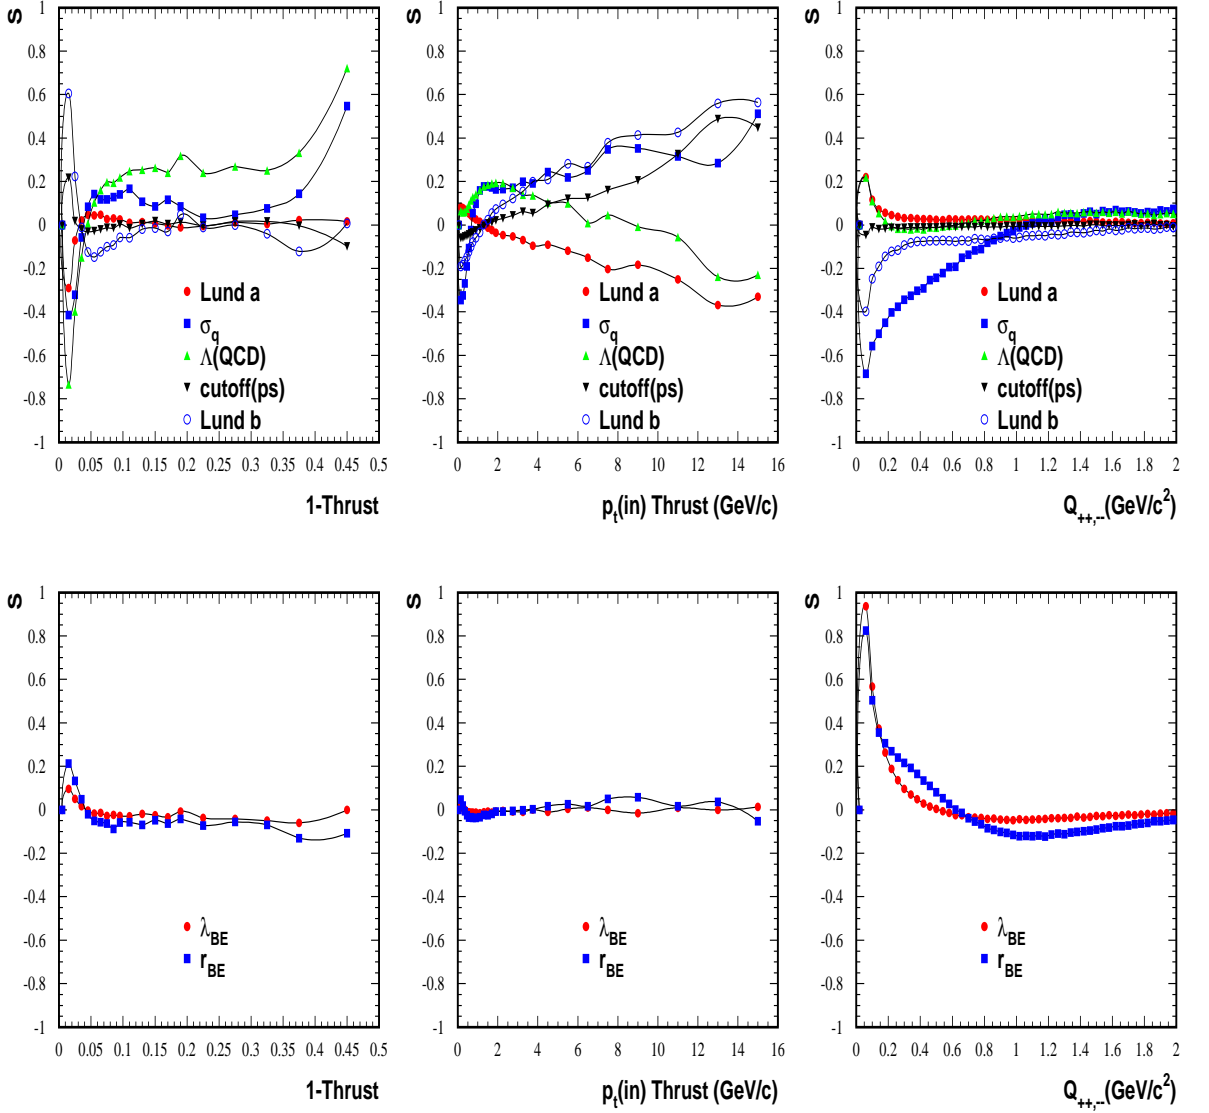 s
1
0.8
0.6
0.4
0.2
0
-0.2
-0.4
-0.6
-0.8
-1
Lund a
σq
Λ(QCD)
cutoff(ps)
Lund b
0 0.05 0.1 0.15 0.2 0.25 0.3 0.35 0.4 0.45 0.5
1-Thrust
s
1
0.8
0.6
0.4
0.2
0
-0.2
-0.4
-0.6
-0.8
-1
Lund a
σq
Λ(QCD)
cutoff(ps)
Lund b
0 2 4 6 8 10 12 14 16
pt(in) Thrust (GeV/c)
s
1
0.8
0.6
0.4
0.2
0
-0.2
-0.4
-0.6
-0.8
-1
Lund a
σq
Λ(QCD)
cutoff(ps)
Lund b
0 0.2 0.4 0.6 0.8 1 1.2 1.4 1.6 1.8 2
Q++,--(GeV/c2)
s
1
0.8
0.6
0.4
0.2
0
-0.2
-0.4
-0.6
-0.8
-1
λBE
rBE
0 0.05 0.1 0.15 0.2 0.25 0.3 0.35 0.4 0.45 0.5
1-Thrust
s
1
0.8
0.6
0.4
0.2
0
-0.2
-0.4
-0.6
-0.8
-1
λBE
rBE
0 2 4 6 8 10 12 14 16
pt(in) Thrust (GeV/c)
s
1
0.8
0.6
0.4
0.2
0
-0.2
-0.4
-0.6
-0.8
-1
λBE
rBE
0 0.2 0.4 0.6 0.8 1 1.2 1.4 1.6 1.8 2
Q++,--(GeV/c2)